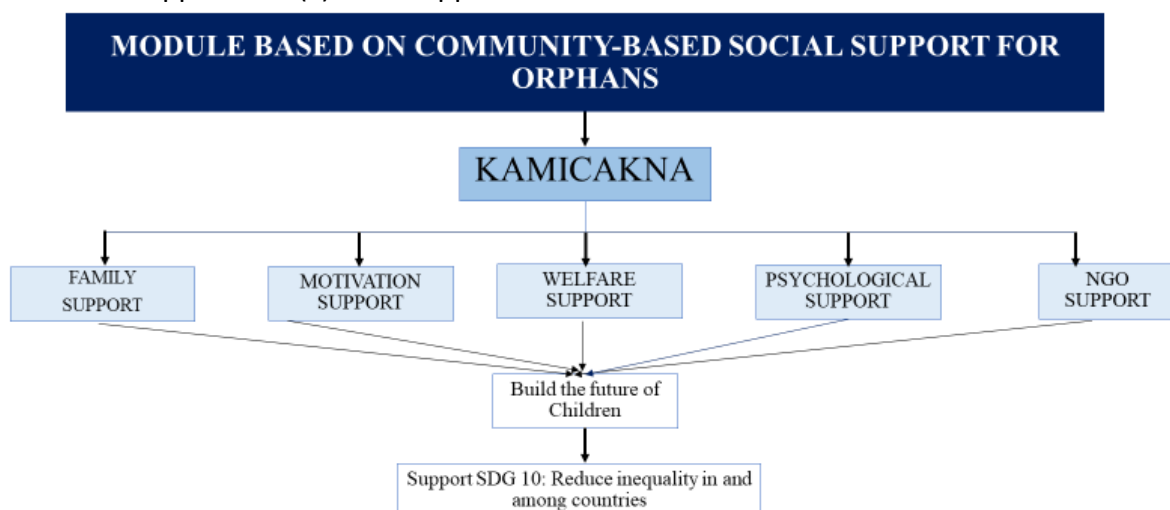 MODULE BASED ON COMMUNITY-BASED SOCIAL SUPPORT FOR
ORPHANS
KAMICAKNA
FAMILY
SUPPORT
MOTIVATION
SUPPORT
WELFARE
SUPPORT
PSYCHOLOGICAL
SUPPORT
NGO
SUPPORT
Build the future of
Children
Support SDG 10: Reduce inequality in and
among countries